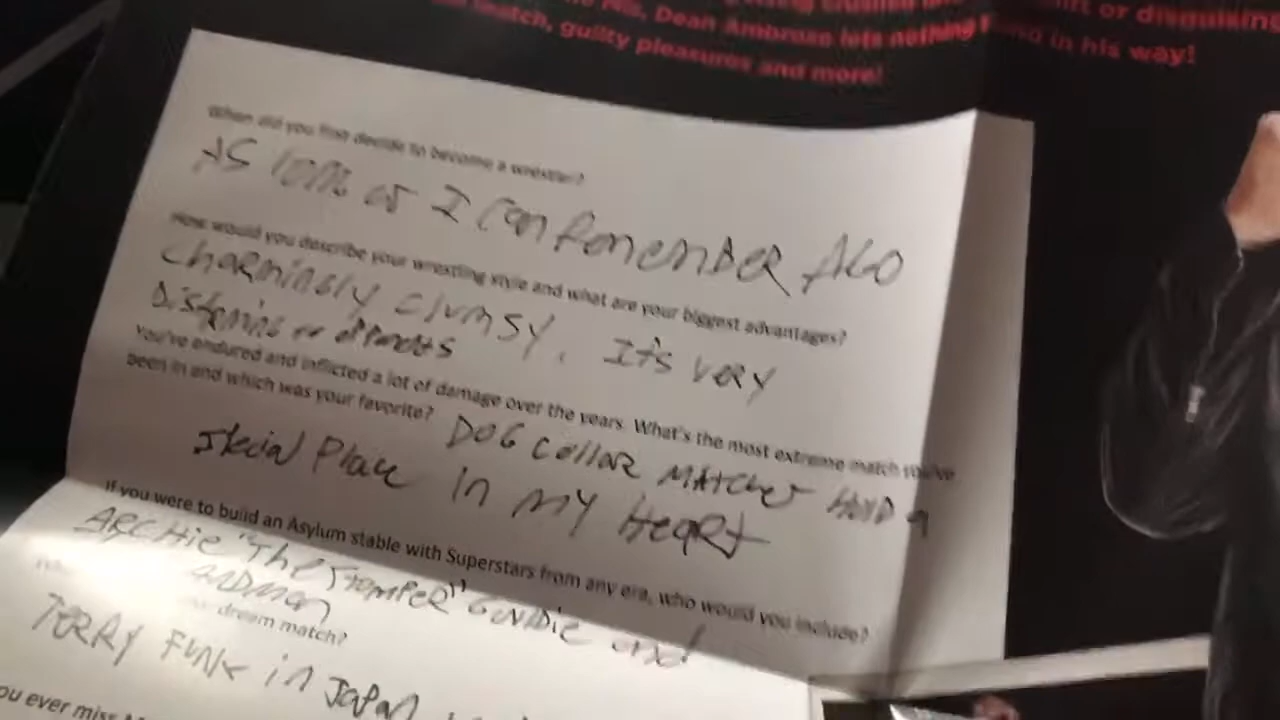 Dean Ambrose lets nothing in his way!
match, guilty pleasures and more!
When did you first decide to become a wrestler?
AS long as I can Remember AGO
How would you describe your wrestling style and what are your biggest advantages?
Charmingly clumsy. It's very
You've endured and inflicted a lot of damage over the years. What's the most extreme match you've
been in and which was your favorite? DOG COLLAR MATCHES HOLD a
Special Place in my HeaRt
If you were to build an Asylum stable with Superstars from any era, who would you include?
ARCHie "The Stomper" Gouldie and
dream match?
TERRY FUNK in JaPan
ou ever miss